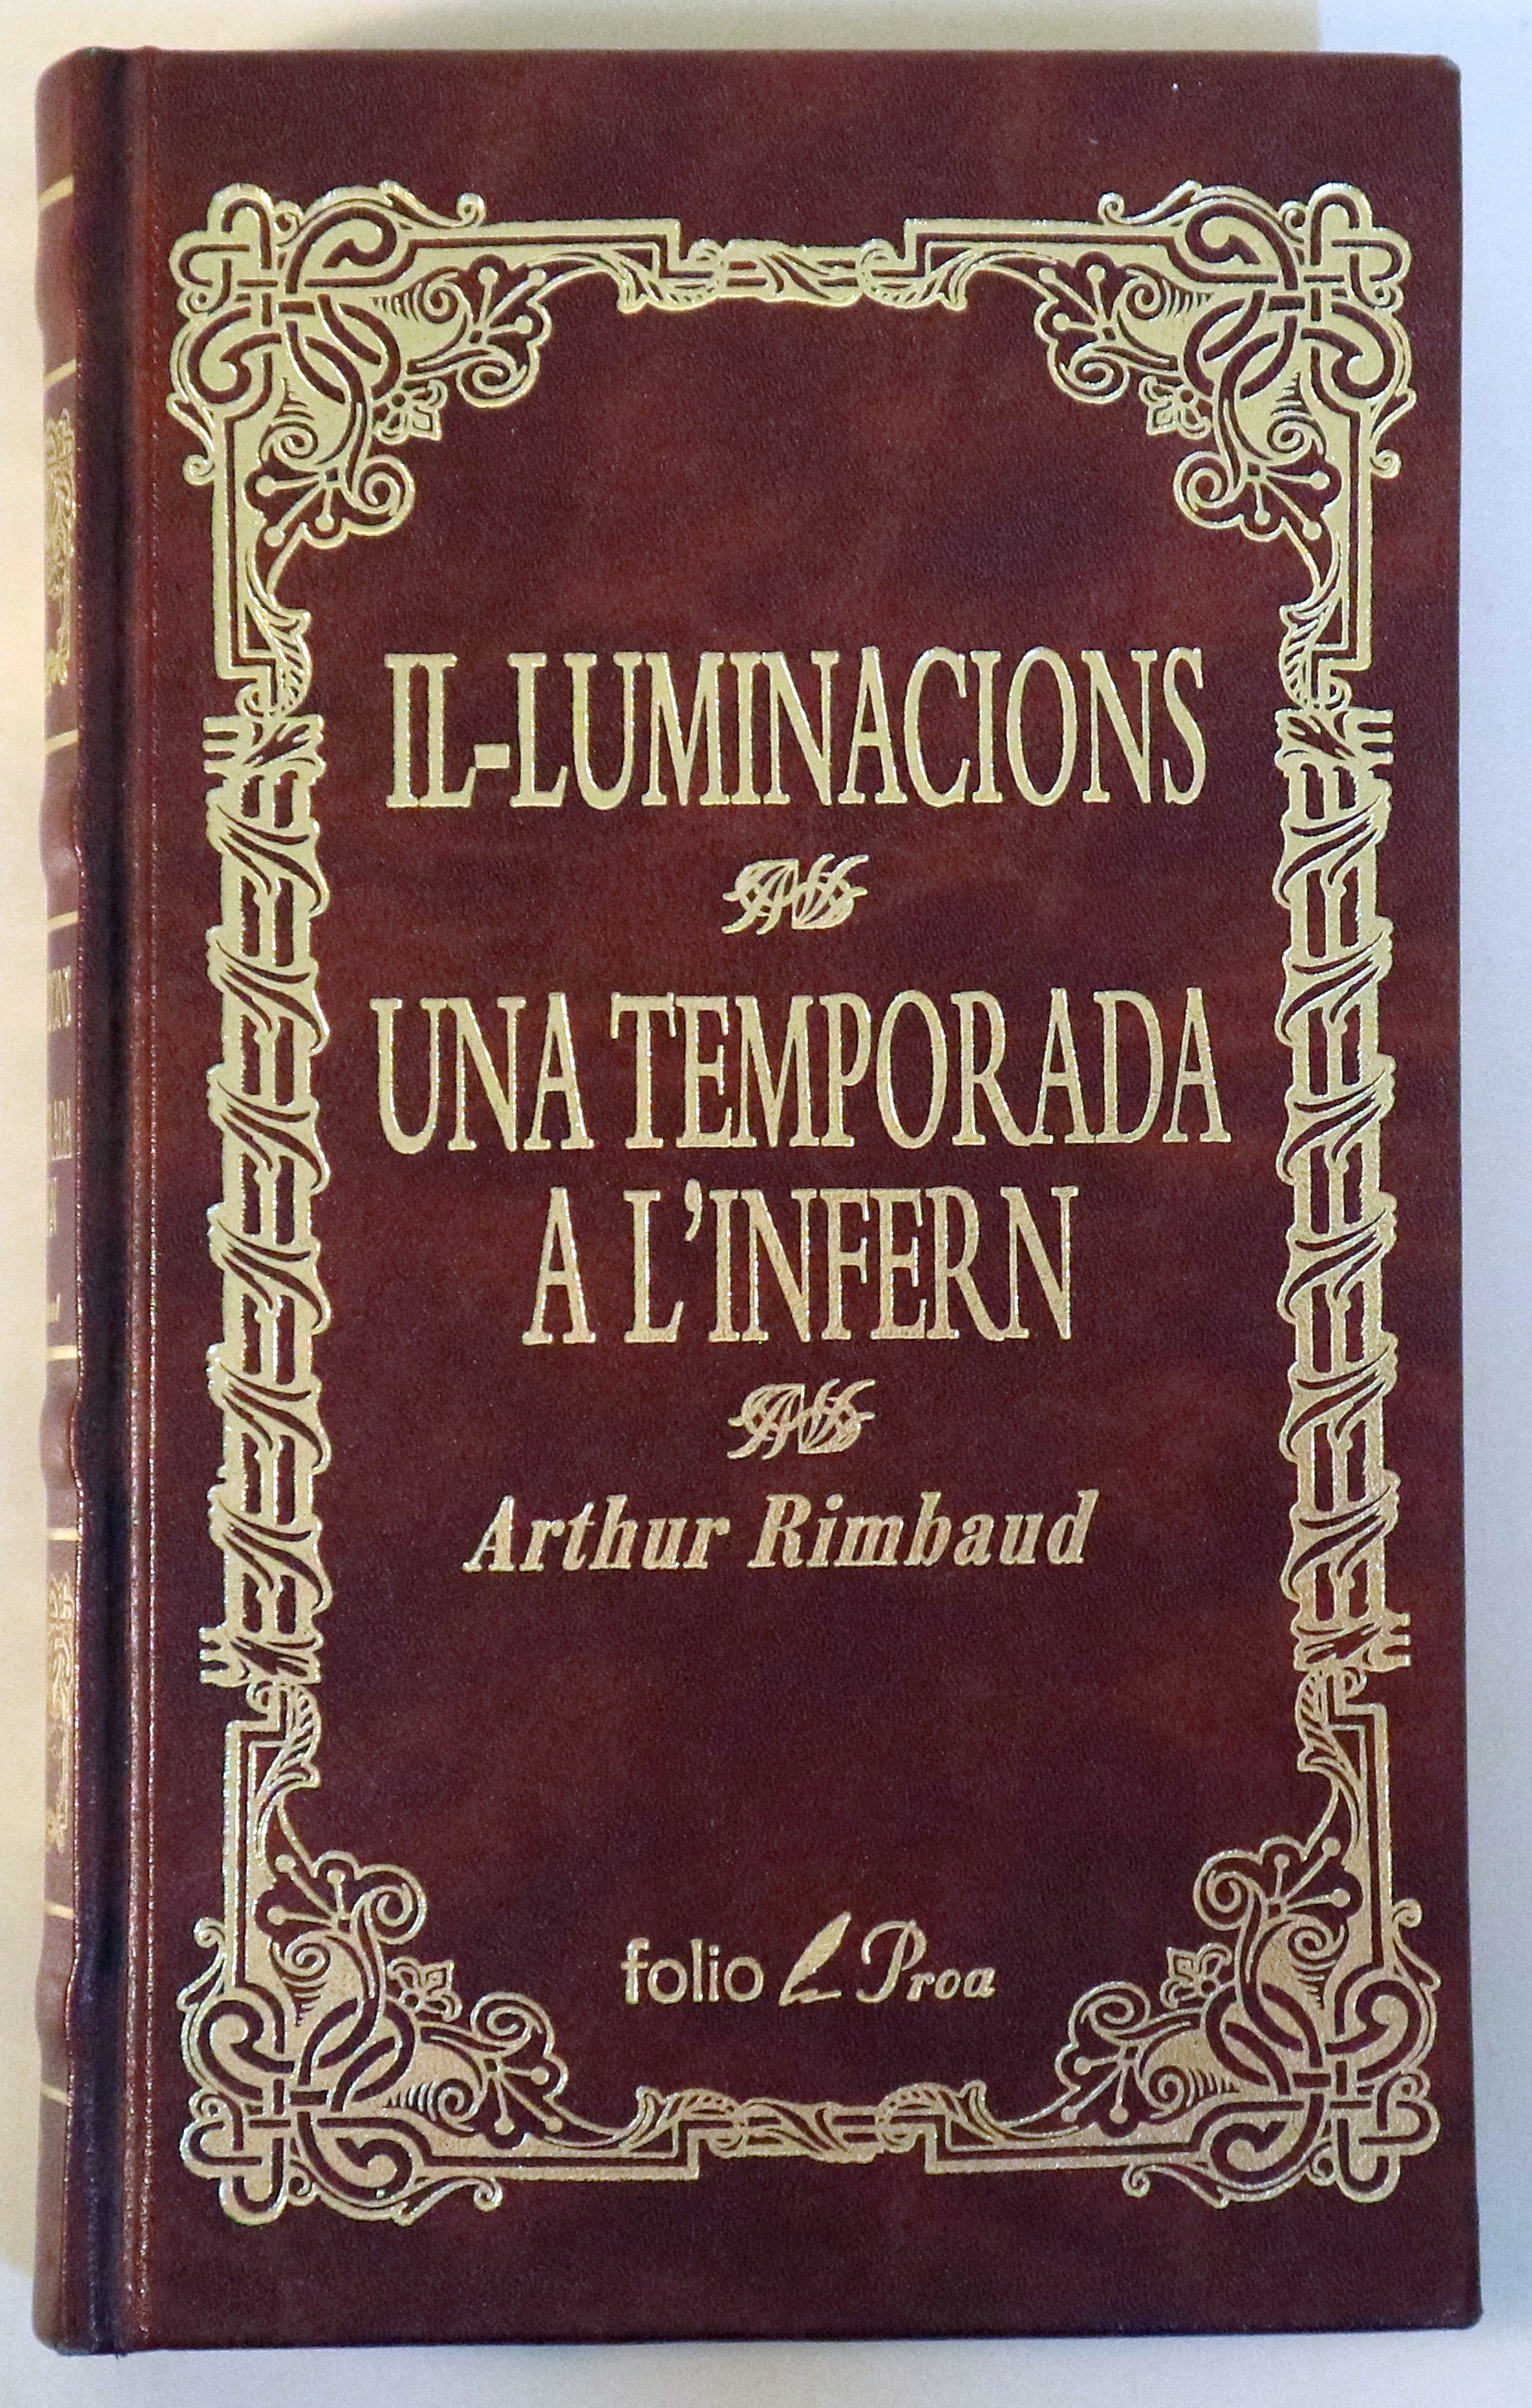 IL-LUMINACIONS
UNA TEMPORADA
A L'INFERN
Arthur Rimbaud
folio Proa